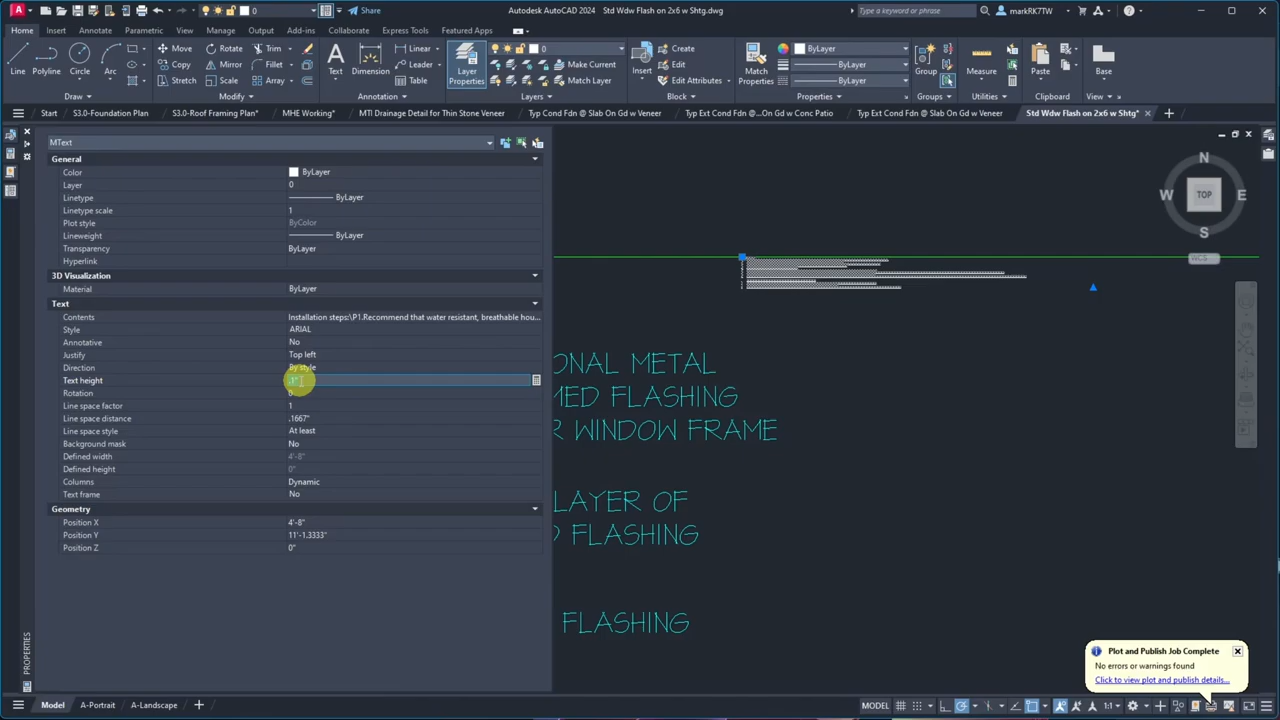 Share
Autodesk AutoCAD 2024 Std Wdw Flash on 2x6 w Shtg.dwg
Type a keyword or phrase
markRK7TW
Home Insert Annotate Parametric View Manage Output Add-ins Collaborate Express Tools Featured Apps
Line Polyline Circle Arc
Move Rotate Trim
Copy Mirror Fillet
Stretch Scale Array
Text Dimension
Linear
Leader
Table
Layer Properties
0
Make Current
Match Layer
Insert
Create
Edit
Edit Attributes
Match Properties
ByLayer
ByLayer
ByLayer
Group
Measure
Paste
Base
Draw Modify Annotation Layers Block Properties Groups Utilities Clipboard View
Start S3.0-Foundation Plan S3.0-Roof Framing Plan* MHE Working* MTI Drainage Detail for Thin Stone Veneer Typ Ext Cond Fdn @ Slab On Gd w Veneer Typ Ext Cond Fdn @ ...On Gd w Conc Patio Typ Ext Cond Fdn @ Slab On Gd w Veneer Std Wdw Flash on 2x6 w Shtg*
MText
General
Color ByLayer
Layer 0
Linetype ByLayer
Linetype scale 1
Plot style ByColor
Lineweight ByLayer
Transparency ByLayer
Hyperlink
3D Visualization
Material ByLayer
Text
Contents Installation steps:\P1.Recommend that water resistant, breathable hou...
Style ARIAL
Annotative No
Justify Top left
Direction By style
Text height .1"
Rotation 0
Line space factor 1
Line space distance .1667"
Line space style At least
Background mask No
Defined width 4'-8"
Defined height 0"
Columns Dynamic
Text frame No
Geometry
Position X 4'-8"
Position Y 11'-1.3333"
Position Z 0"
PROPERTIES
N
W TOP E
S
WCS
ONAL METAL
MED FLASHING
R WINDOW FRAME
LAYER OF
D FLASHING
FLASHING
Plot and Publish Job Complete
No errors or warnings found
Click to view plot and publish details...
Model A-Portrait A-Landscape +
MODEL 1:1